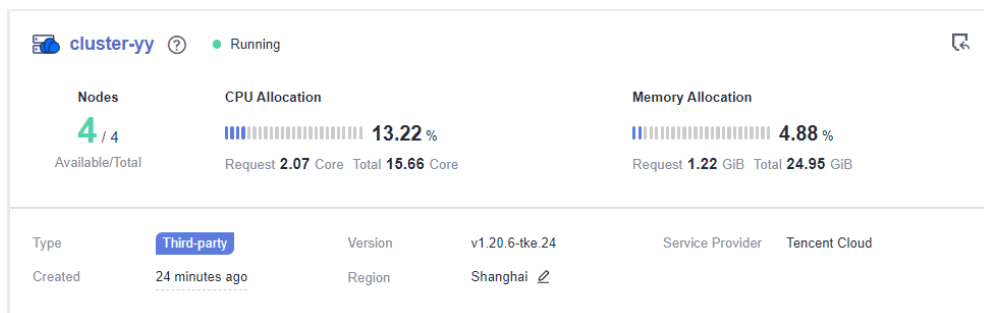 cluster-yy ? Running
Nodes CPU Allocation Memory Allocation
4 / 4 13.22 % 4.88 %
Available/Total Request 2.07 Core Total 15.66 Core Request 1.22 GiB Total 24.95 GiB
Type Third-party Version v1.20.6-tke.24 Service Provider Tencent Cloud
Created 24 minutes ago Region Shanghai